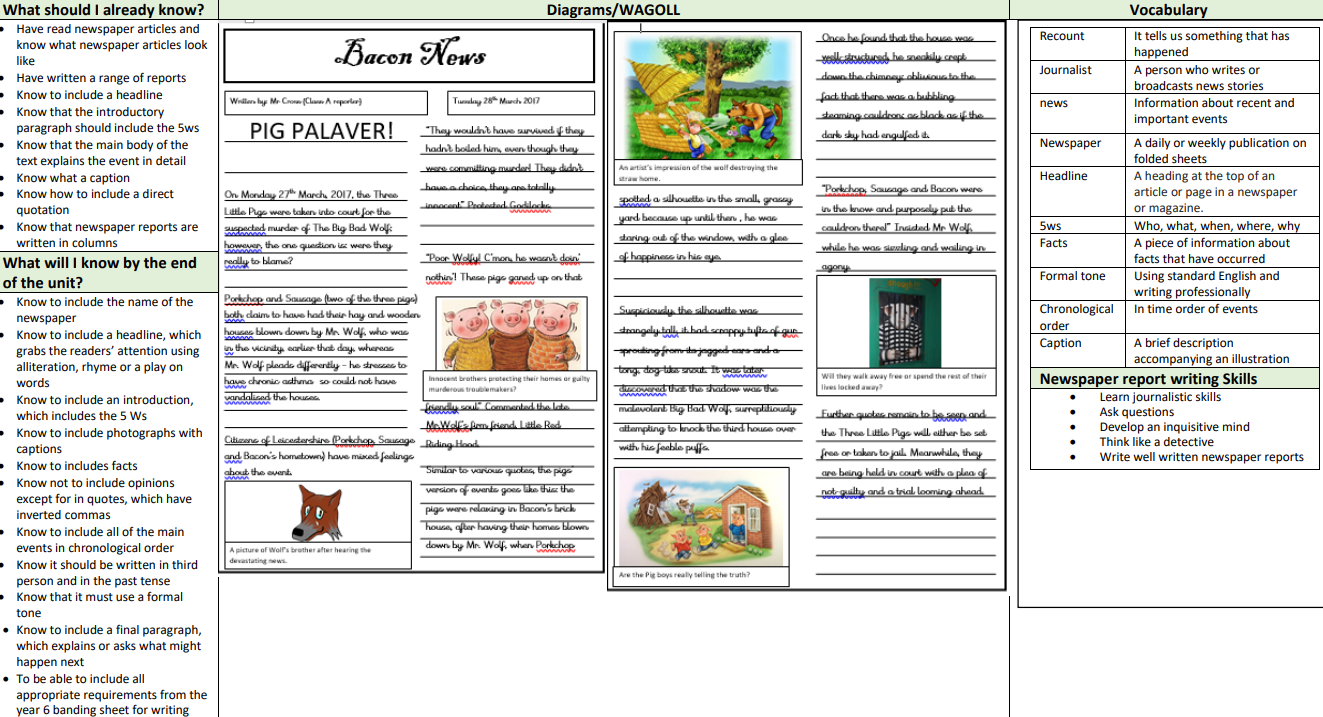 What should I already know?
Have read newspaper articles and
know what newspaper articles look
like
Have written a range of reports
Know to include a headline
Know that the introductory
paragraph should include the 5ws
Know that the main body of the
text explains the event in detail
Know what a caption
Know how to include a direct
quotation
Know that newspaper reports are
written in columns
What will I know by the end
of the unit?
Know to include the name of the
newspaper
Know to include a headline, which
grabs the readers’ attention using
alliteration, rhyme or a play on
words
Know to include an introduction,
which includes the 5 Ws
Know to include photographs with
captions
Know to includes facts
Know not to include opinions
except for in quotes, which have
inverted commas
Know to include all of the main
events in chronological order
Know it should be written in third
person and in the past tense
Know that it must use a formal
tone
Know to include a final paragraph,
which explains or asks what might
happen next
To be able to include all
appropriate requirements from the
year 6 banding sheet for writing
Diagrams/WAGOLL
Bacon News
Written by: Mr Cross (Class A reporter)
Tuesday 28th March 2017
PIG PALAVER!
On Monday 27th March, 2017, the Three
Little Pigs were taken into court for the
suspected murder of The Big Bad Wolf;
however, the one question is: were they
really to blame?
Porkchop and Sausage (two of the three pigs)
both claim to have had their hay and wooden
houses blown down by Mr. Wolf, who was
in the vicinity, earlier that day, whereas
Mr. Wolf pleads differently – he stresses to
have chronic asthma so could not have
vandalised the houses.
Citizens of Leicestershire (Porkchop, Sausage
and Bacon's hometown) have mixed feelings
about the event.
A picture of Wolf's brother after hearing the
devastating news.
"They wouldn't have survived if they
hadn't boiled him, even though they
were committing murder! They didn't
have a choice, they are totally
innocent" Protested Godilocks.
"Poor Wolfy! C'mon, he wasn't doin'
nothin'! These pigs ganed up on that
Innocent brothers protecting their homes or guilty
murderous troublemakers?
friendly soul" Commented the late
Mr.Wolf's firm friend, Little Red
Riding Hood.
Similar to various quotes, the pigs
version of events goes like this: the
pigs were relaxing in Bacon's brick
house, after having their homes blown
down by Mr. Wolf, when Porkchop
An artist's impression of the wolf destroying the
straw home.
spotted a silhouette in the small, grassy
yard because up until then , he was
staring out of the window, with a glee
of happiness in his eye.
Suspiciously, the silhouette was
strangely tall, it had scrappy tufts of gun
sprouting from its jagged ears and a
long, dog-like snout. It was later
discovered that the shadow was the
malevolent Big Bad Wolf, surreptitiously
attempting to knock the third house over
with his feeble puffs.
Are the Pig boys really telling the truth?
Once he found that the house was
well structured, he sneakily crept
down the chimney: oblivious to the
fact that there was a bubbling
steaming cauldron; as black as if the
dark sky had engulfed it.
"Porkchop, Sausage and Bacon were
in the know and purposely put the
cauldron there!" Insisted Mr Wolf,
while he was sizzling and wailing in
agony.
Will they walk away free or spend the rest of their
lives locked away?
Further quotes remain to be seen and
the Three Little Pigs will either be set
free or taken to jail. Meanwhile, they
are being held in court with a plea of
not-guilty and a trial looming ahead.
Vocabulary
Recount It tells us something that has
happened
Journalist A person who writes or
broadcasts news stories
news Information about recent and
important events
Newspaper A daily or weekly publication on
folded sheets
Headline A heading at the top of an
article or page in a newspaper
or magazine.
5ws Who, what, when, where, why
Facts A piece of information about
facts that have occurred
Formal tone Using standard English and
writing professionally
Chronological In time order of events
order
Caption A brief description
accompanying an illustration
Newspaper report writing Skills
Learn journalistic skills
Ask questions
Develop an inquisitive mind
Think like a detective
Write well written newspaper reports